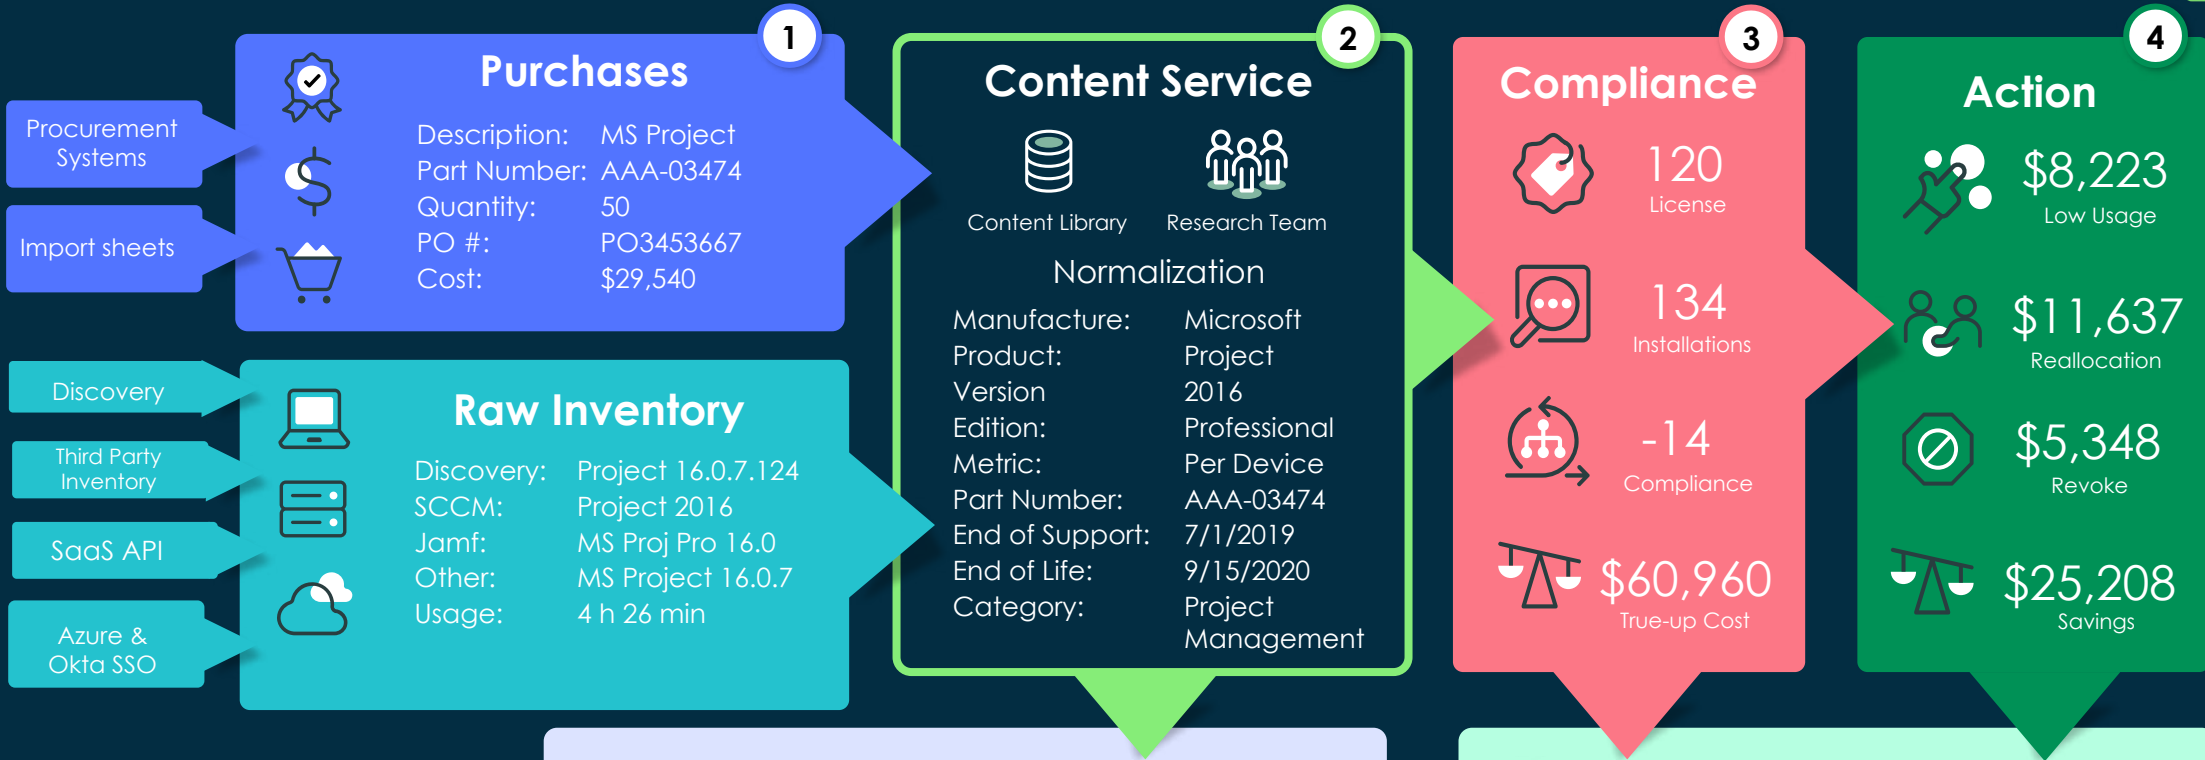 1
Purchases
Procurement
Systems
Import sheets
Description: MS Project
Part Number: AAA-03474
Quantity: 50
PO #: PO3453667
Cost: $29,540
Discovery
Third Party
Inventory
SaaS API
Azure &
Okta SSO
Raw Inventory
Discovery: Project 16.0.7.124
SCCM: Project 2016
Jamf: MS Proj Pro 16.0
Other: MS Project 16.0.7
Usage: 4 h 26 min
2
Content Service
Content Library Research Team
Normalization
Manufacture: Microsoft
Product: Project
Version 2016
Edition: Professional
Metric: Per Device
Part Number: AAA-03474
End of Support: 7/1/2019
End of Life: 9/15/2020
Category: Project
Management
3
Compliance
120
License
134
Installations
-14
Compliance
$60,960
True-up Cost
4
Action
$8,223
Low Usage
$11,637
Reallocation
$5,348
Revoke
$25,208
Savings